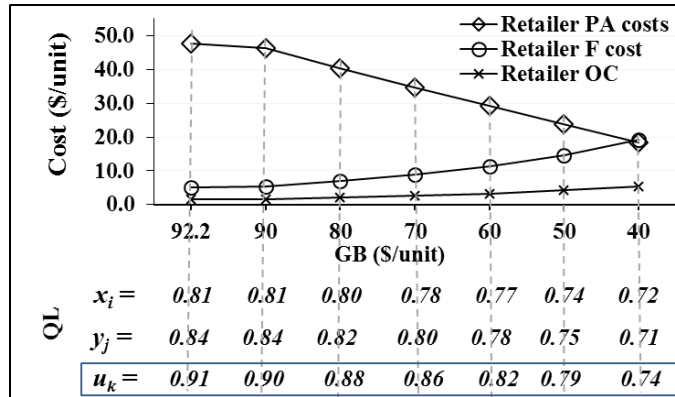 Retailer PA costs
Retailer F cost
Retailer OC
Cost ($/unit)
50.0
40.0
30.0
20.0
10.0
0.0
92.2 90 80 70 60 50 40
GB ($/unit)
QL
xi = 0.81 0.81 0.80 0.78 0.77 0.74 0.72
yj = 0.84 0.84 0.82 0.80 0.78 0.75 0.71
uk = 0.91 0.90 0.88 0.86 0.82 0.79 0.74